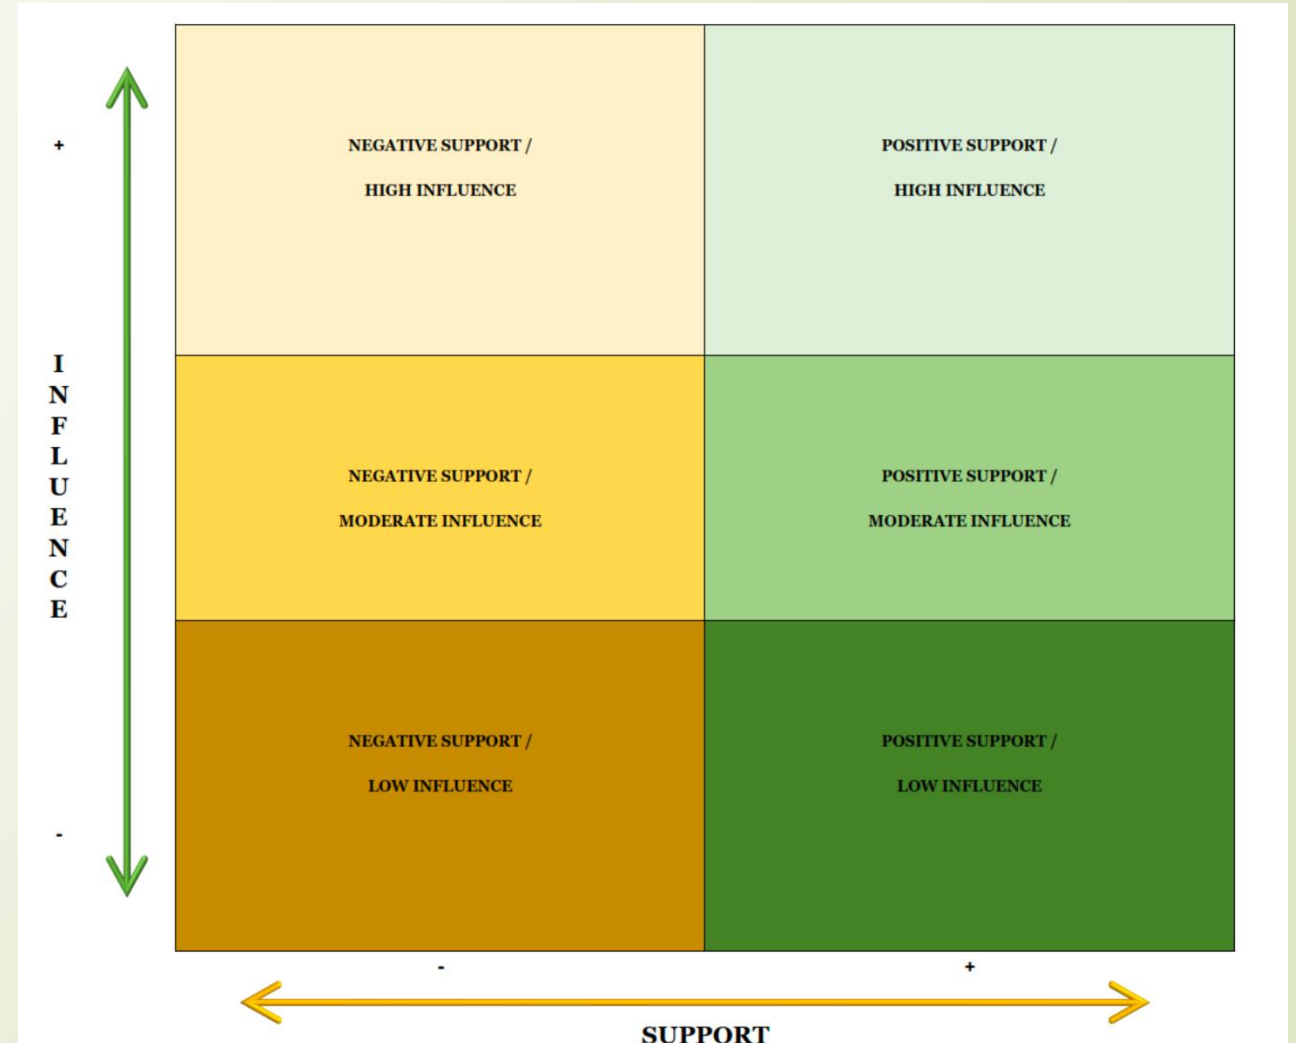 +
NEGATIVE SUPPORT /
HIGH INFLUENCE
POSITIVE SUPPORT /
HIGH INFLUENCE
INFLUENCE
NEGATIVE SUPPORT /
MODERATE INFLUENCE
POSITIVE SUPPORT /
MODERATE INFLUENCE
NEGATIVE SUPPORT /
LOW INFLUENCE
POSITIVE SUPPORT /
LOW INFLUENCE
-
- +
SUPPORT